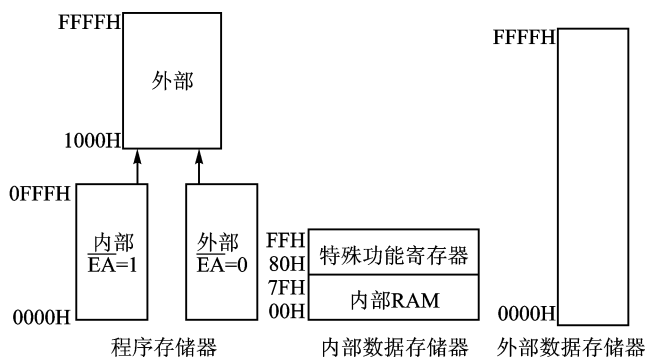 FFFFH
外部
1000H
0FFFH
内部
EA=1
外部
EA=0
0000H
程序存储器
FFH
特殊功能寄存器
80H
7FH
内部RAM
00H
内部数据存储器
FFFFH
0000H
外部数据存储器